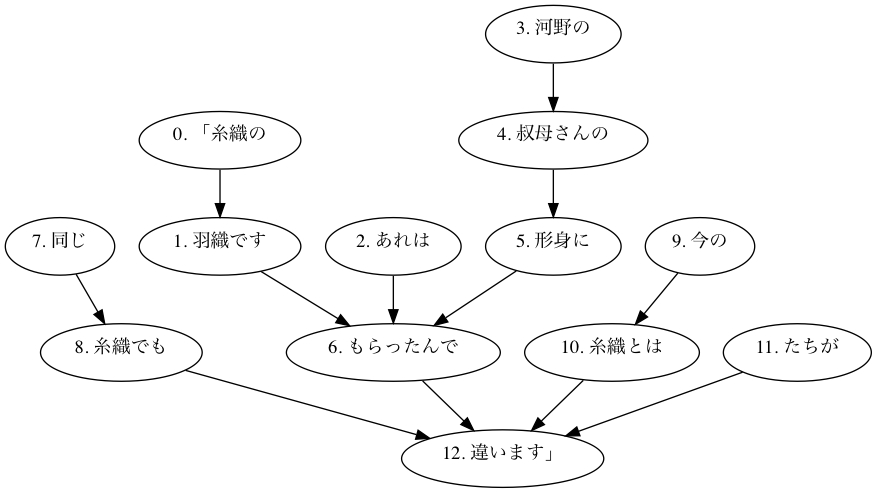 3. 河野の
0. 「糸織の
4. 叔母さんの
7. 同じ
1. 羽織です
2. あれは
5. 形身に
9. 今の
8. 糸織でも
6. もらったんで
10. 糸織とは
11. たちが
12. 違います」